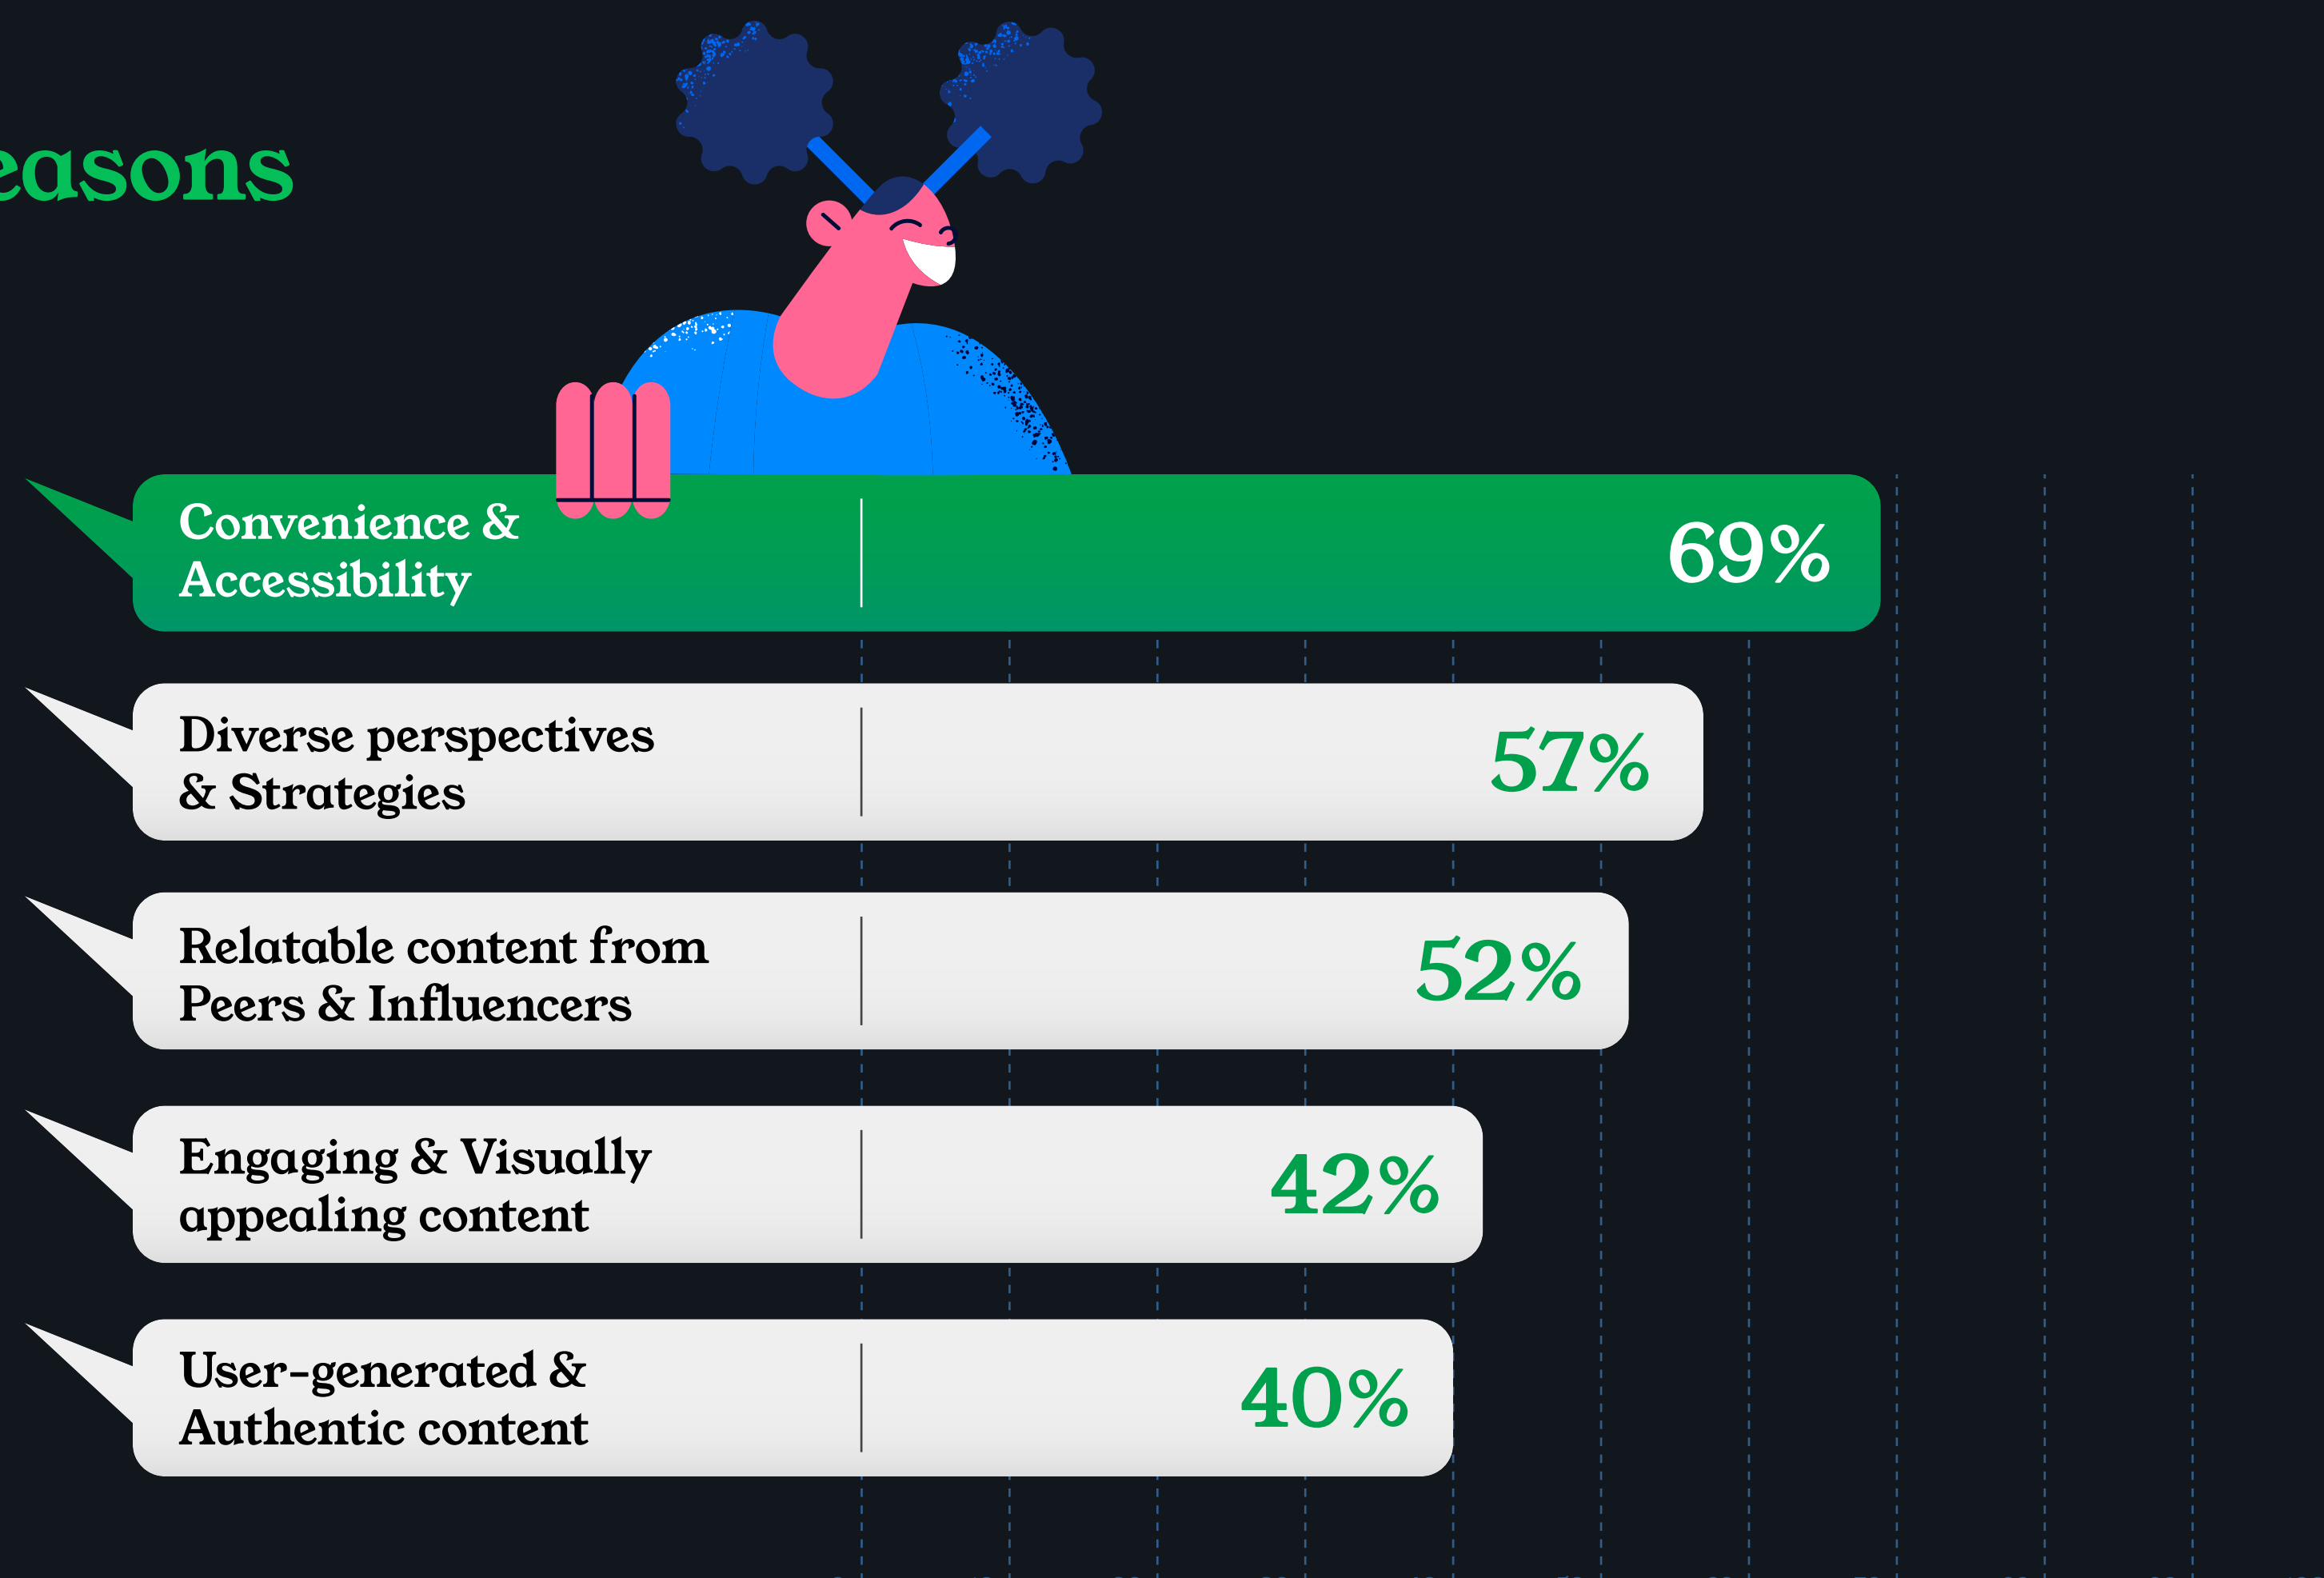 easons
Convenience &
Accessibility
69%
Diverse perspectives
& Strategies
57%
Relatable content from
Peers & Influencers
52%
Engaging & Visually
appealing content
42%
User-generated &
Authentic content
40%